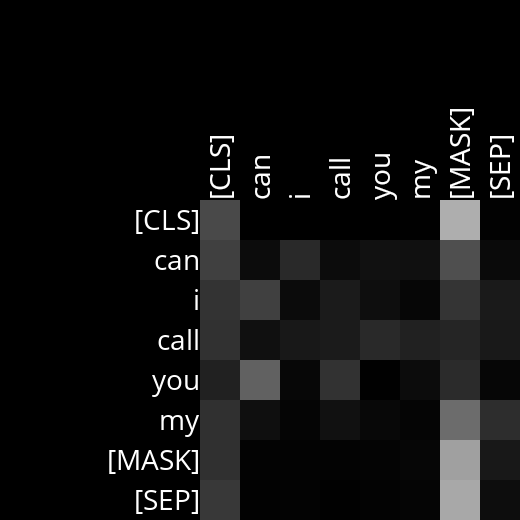 [CLS] can i call you my [MASK] [SEP]
[CLS]
can
i
call
you
my
[MASK]
[SEP]